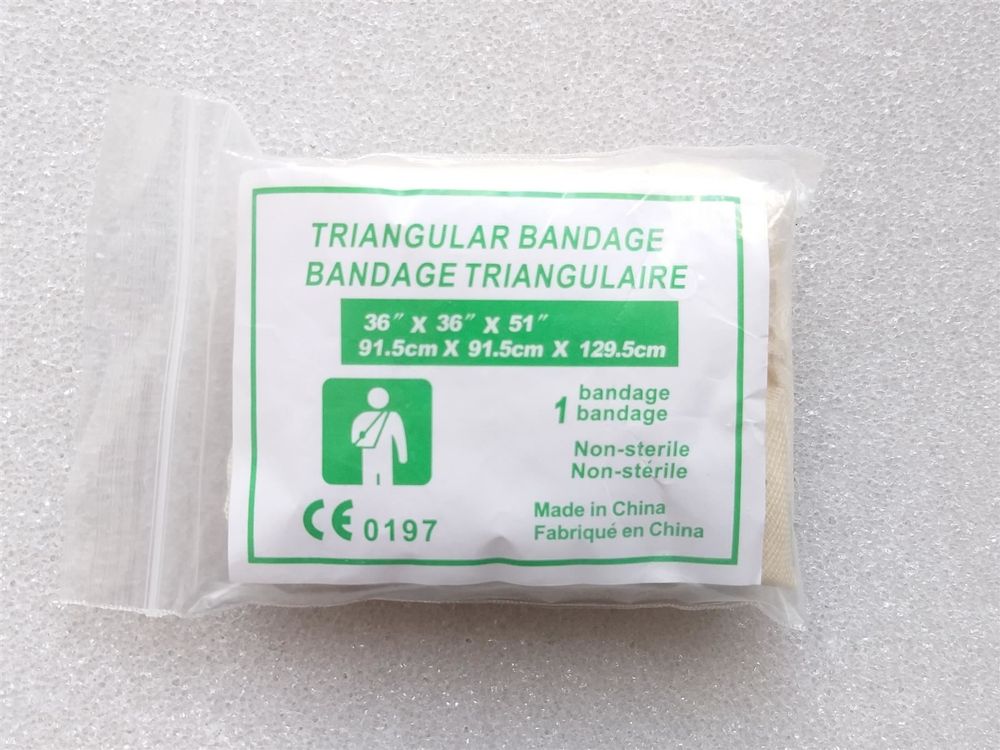 TRIANGULAR BANDAGE
BANDAGE TRIANGULAIRE
36" X 36" X 51"
91.5cm X 91.5cm X 129.5cm
1 bandage
bandage
Non-sterile
Non-stérile
CE 0197
Made in China
Fabriqué en China